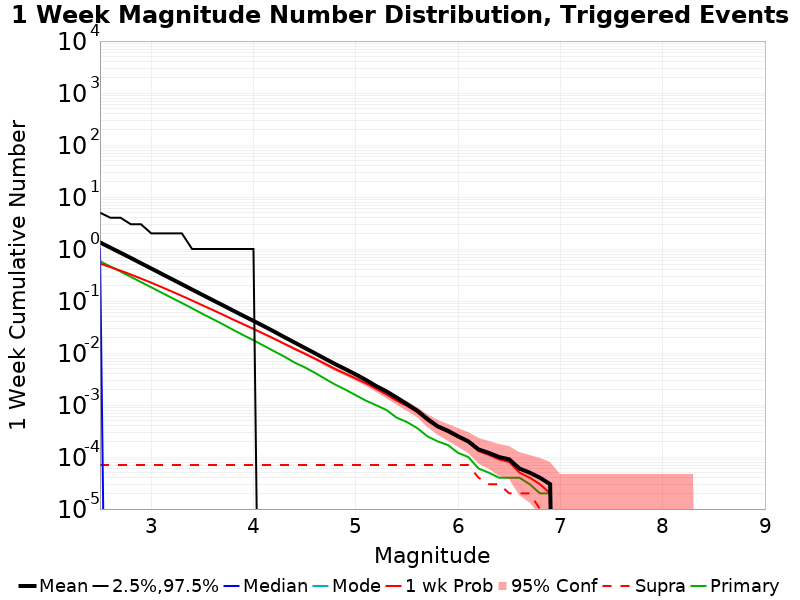 1 Week Magnitude Number Distribution, Triggered Events
10^4
10^3
10^2
10^1
10^0
10^-1
10^-2
10^-3
10^-4
10^-5
1 Week Cumulative Number
3 4 5 6 7 8 9
Magnitude
Mean 2.5%,97.5% Median Mode 1 wk Prob 95% Conf Supra Primary